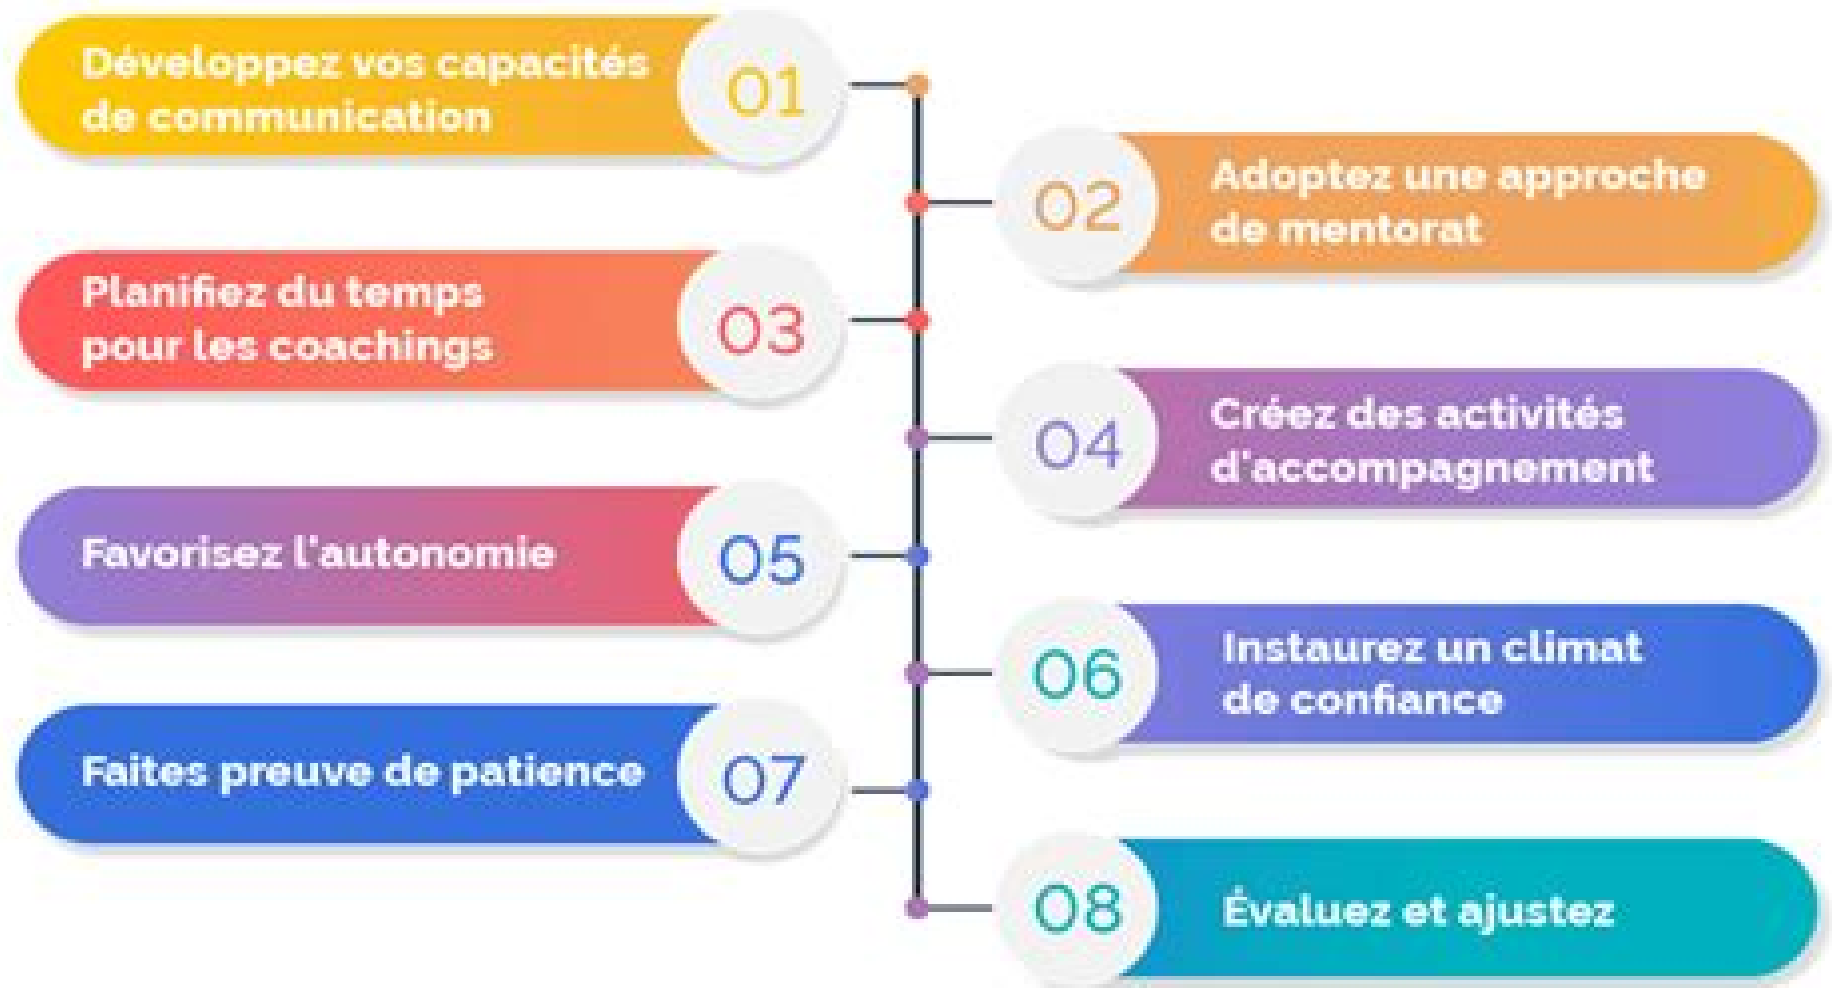 Développez vos capacités
de communication
01
02
Adoptez une approche
de mentorat
Planifiez du temps
pour les coachings
03
04
Créez des activités
d'accompagnement
Favorisez l'autonomie
05
06
Instaurez un climat
de confiance
Faites preuve de patience
07
08
Évaluez et ajustez